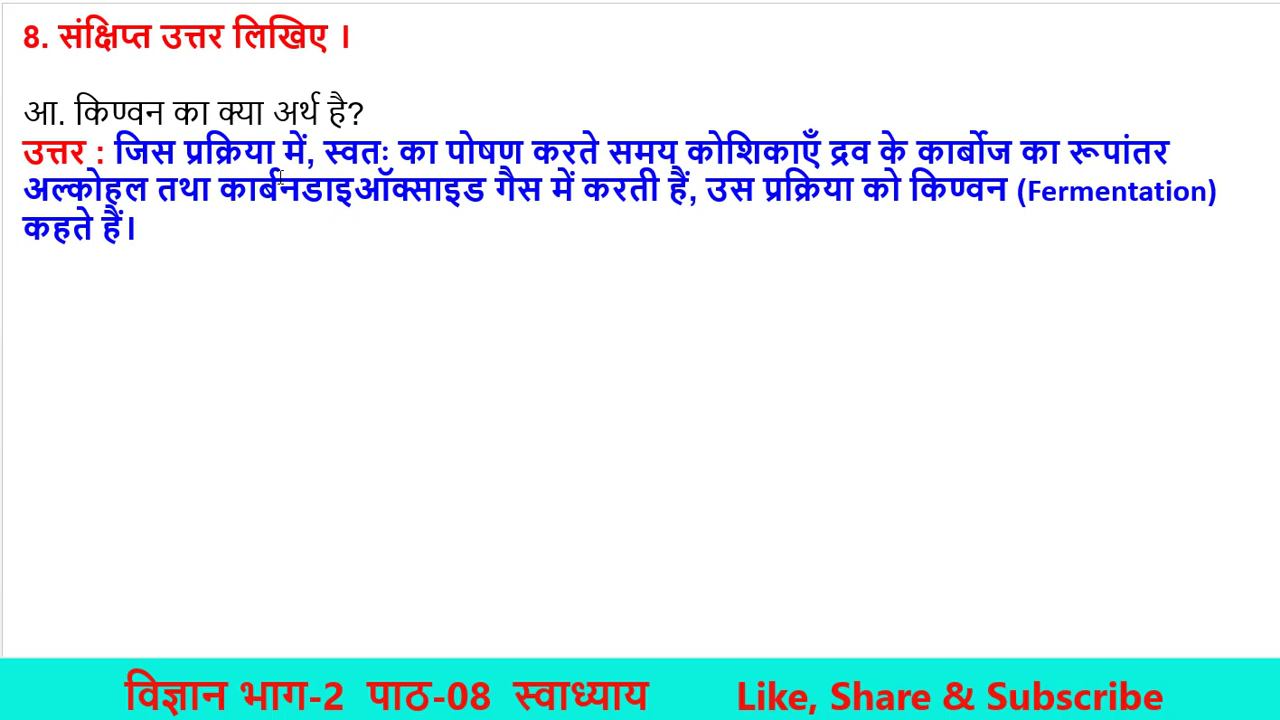 8. संक्षिप्त उत्तर लिखिए ।
आ. किण्वन का क्या अर्थ है?
उत्तर : जिस प्रक्रिया में, स्वतः का पोषण करते समय कोशिकाएँ द्रव के कार्बोज का रूपांतर
अल्कोहल तथा कार्बनडाइऑक्साइड गैस में करती हैं, उस प्रक्रिया को किण्वन (Fermentation)
कहते हैं।
विज्ञान भाग-2 पाठ-08 स्वाध्याय Like, Share & Subscribe